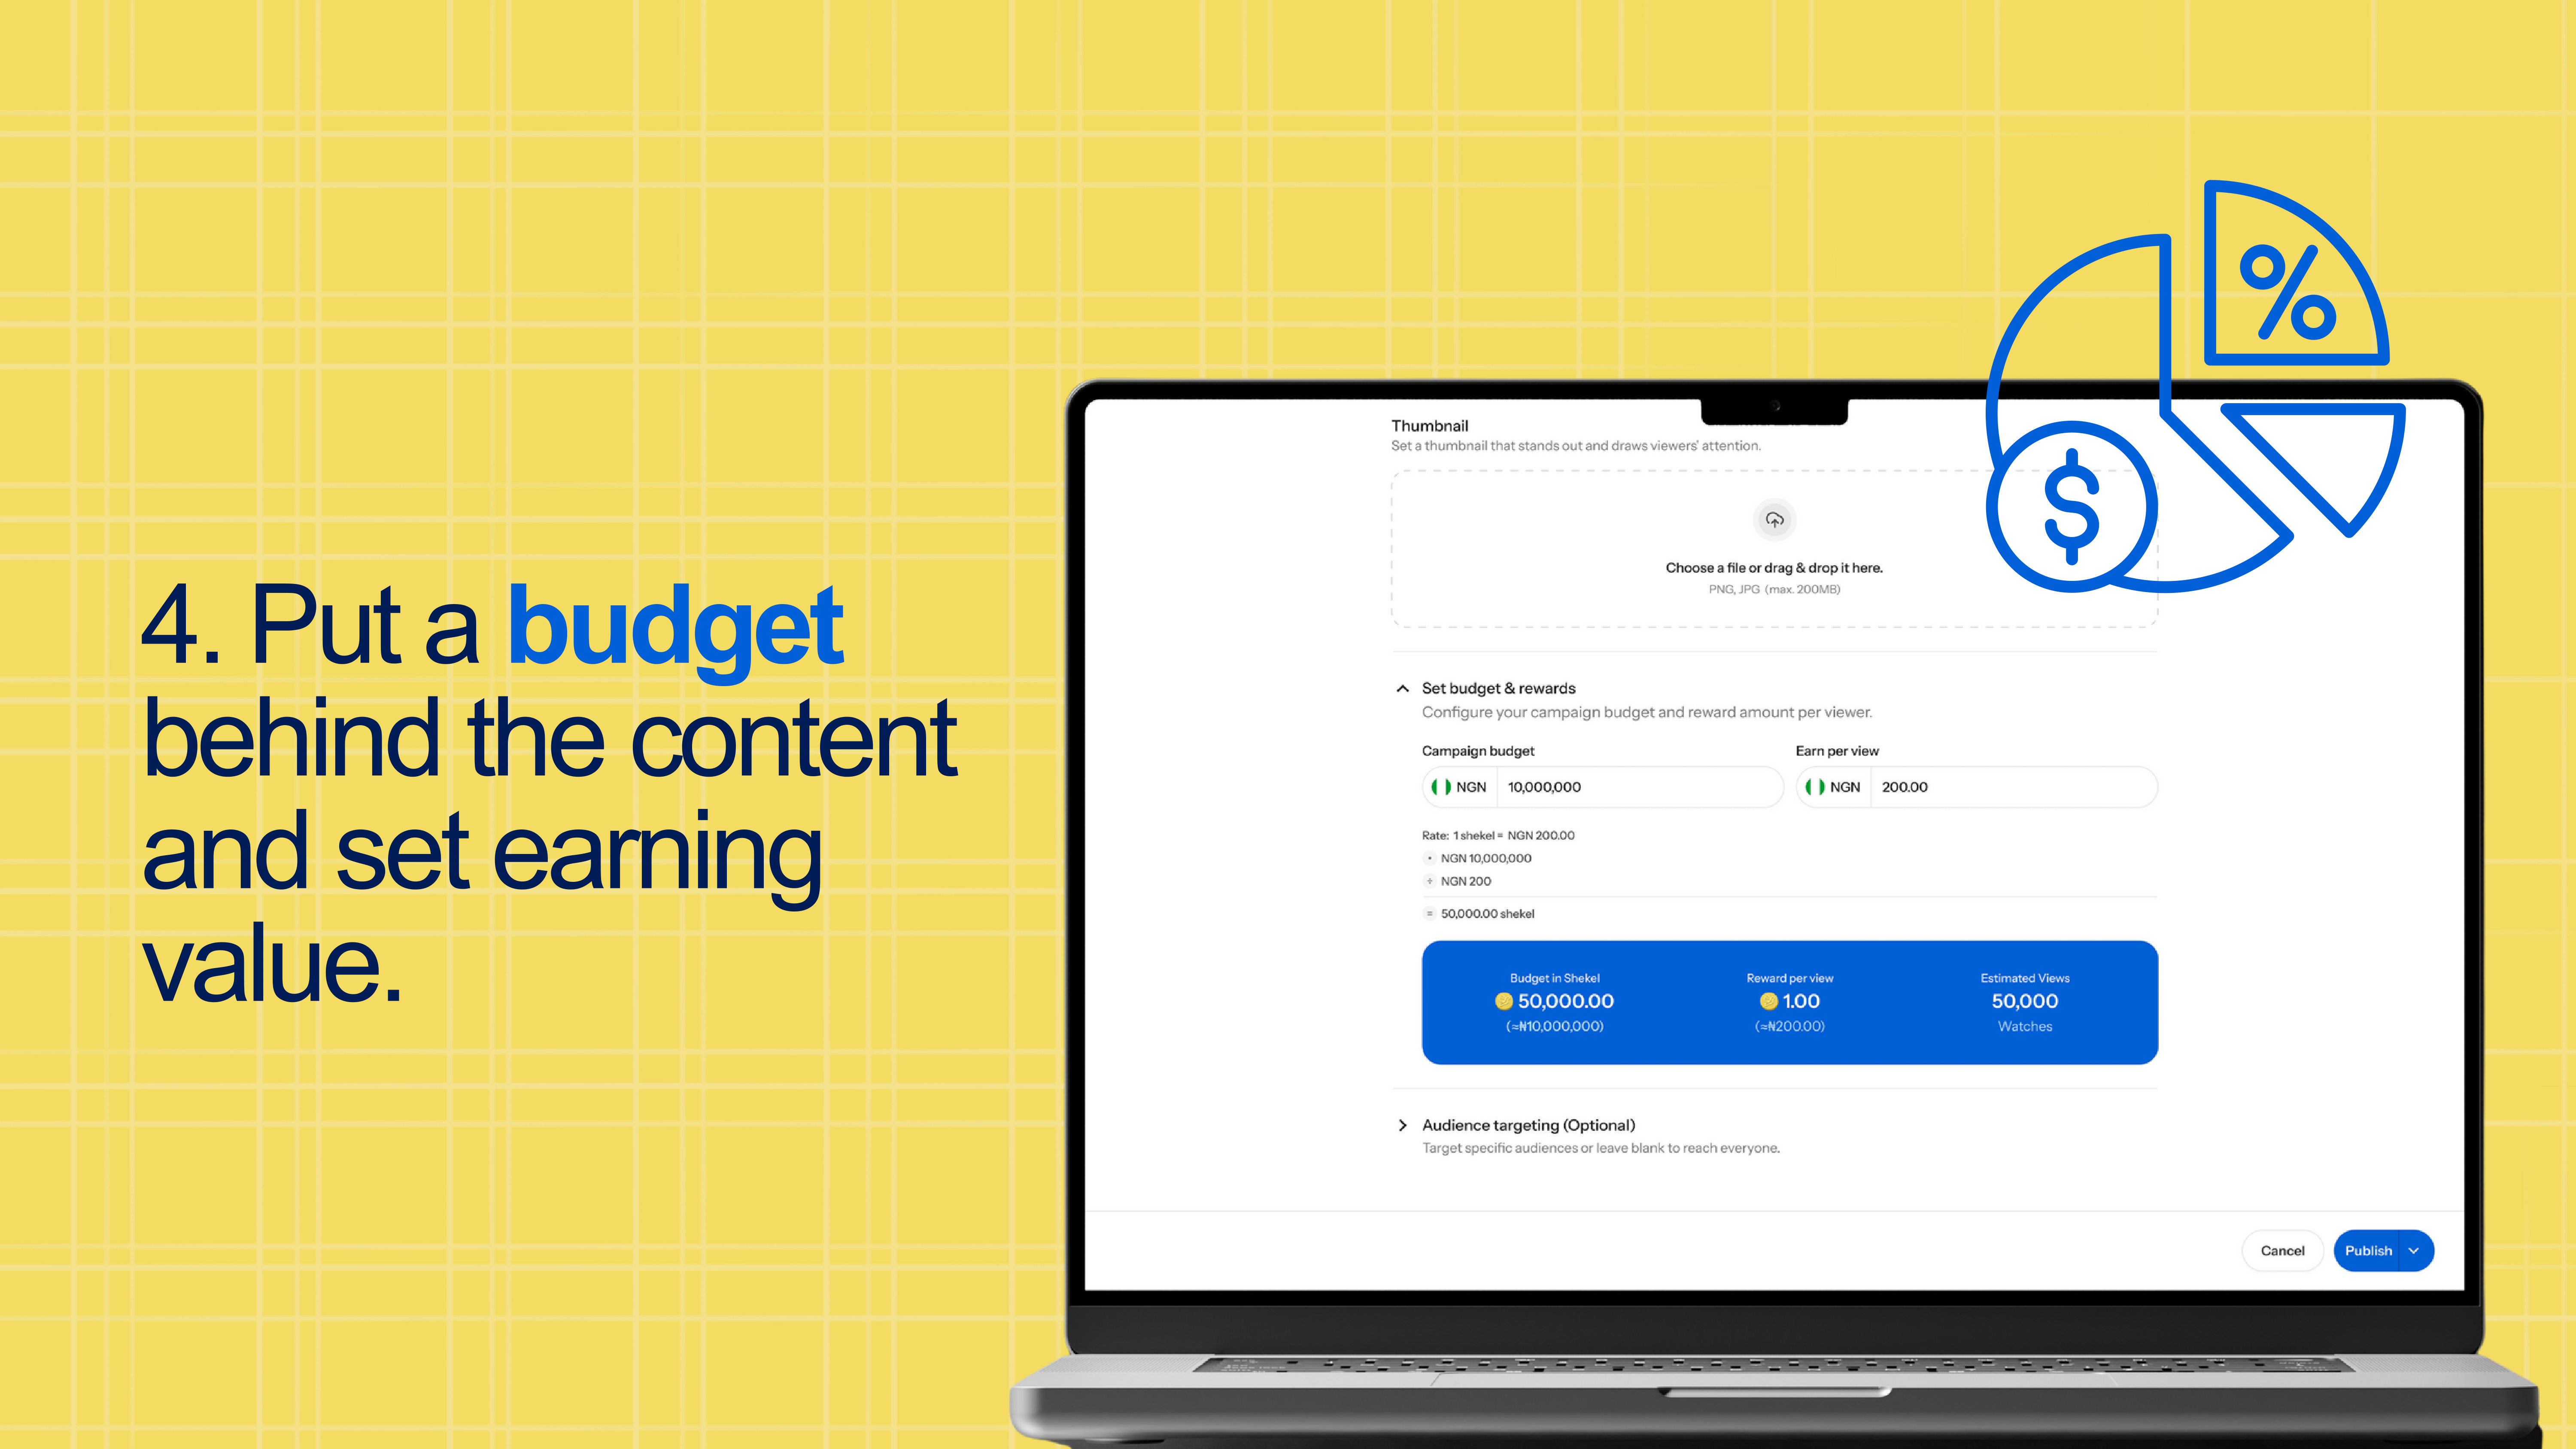 4. Put a budget
behind the content
and set earning
value.
%
$
Thumbnail
Set a thumbnail that stands out and draws viewers' attention.
Choose a file or drag & drop it here.
PNG, JPG (max. 200MB)
Set budget & rewards
Configure your campaign budget and reward amount per viewer.
Campaign budget
Earn per view
NGN 10,000,000
NGN 200.00
Rate: 1 shekel = NGN 200.00
• NGN 10,000,000
÷ NGN 200
= 50,000.00 shekel
Budget in Shekel
50,000.00
(≈₦10,000,000)
Reward per view
1.00
(≈₦200.00)
Estimated Views
50,000
Watches
Audience targeting (Optional)
Target specific audiences or leave blank to reach everyone.
Cancel
Publish